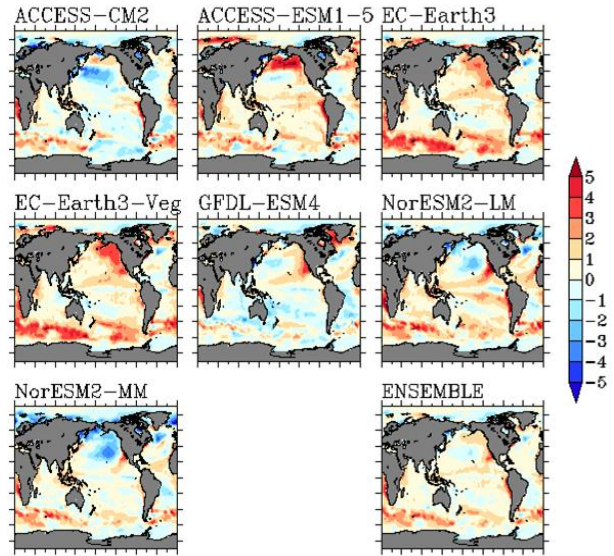 ACCESS-CM2
ACCESS-ESM1-5
EC-Earth3
EC-Earth3-Veg
GFDL-ESM4
NorESM2-LM
NorESM2-MM
ENSEMBLE
5
4
3
2
1
0
-1
-2
-3
-4
-5